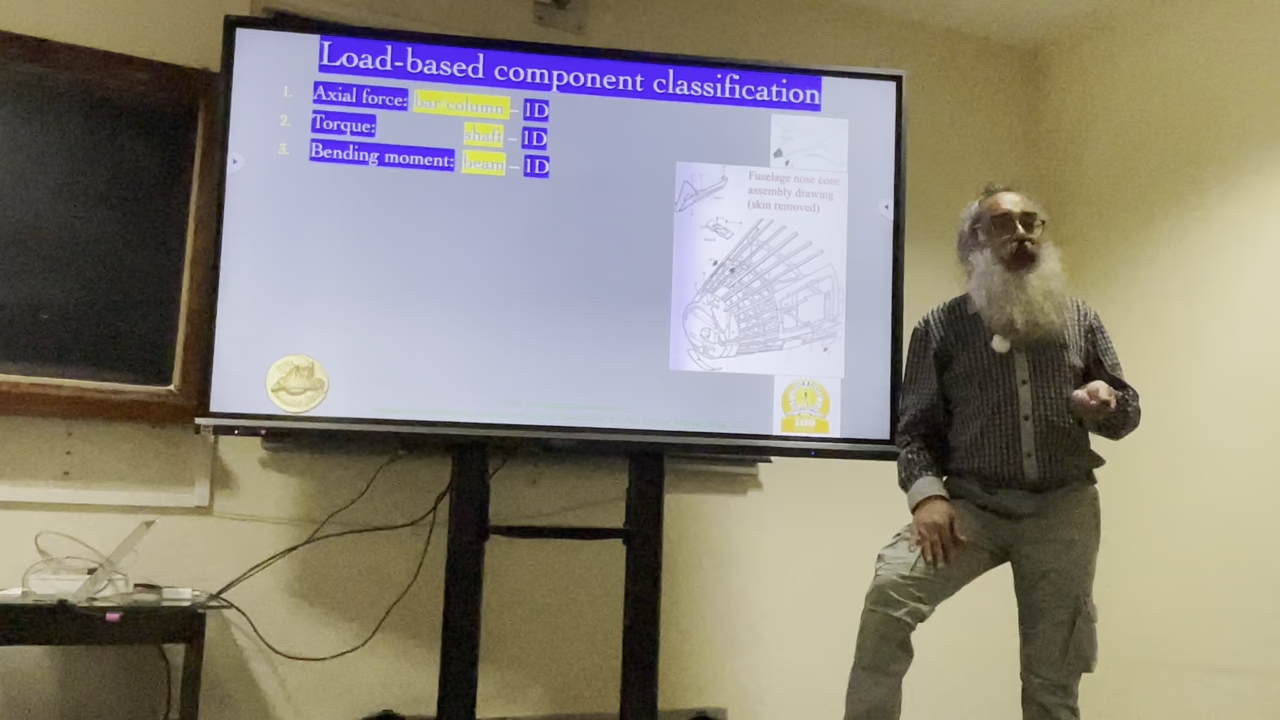 Load-based component classification
1. Axial force: bar column – 1D
2. Torque: shaft – 1D
3. Bending moment: beam – 1D
Fuselage nose cone
assembly drawing
(skin removed)